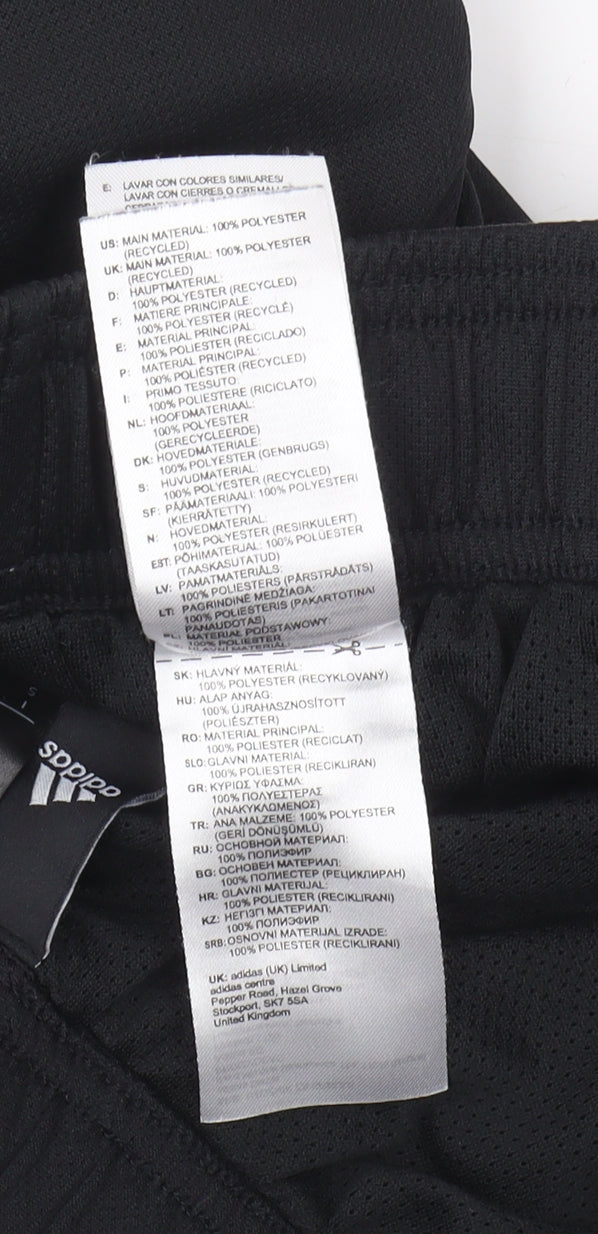 E: LAVAR CON COLORES SIMILARES/
LAVAR CON CIERRES O
US: MAIN MATERIAL: 100% POLYESTER
(RECYCLED)
UK: MAIN MATERIAL: 100% POLYESTER
(RECYCLED)
D: HAUPTMATERIAL:
100% POLYESTER (RECYCLED)
F: MATIERE PRINCIPALE:
100% POLYESTER (RECYCLÉ)
E: MATERIAL PRINCIPAL:
100% POLIESTER (RECICLADO)
P: MATERIAL PRINCIPAL:
100% POLIÉSTER (RECYCLED)
I: PRIMO TESSUTO:
100% POLIESTERE (RICICLATO)
NL: HOOFDMATERIAAL:
100% POLYESTER
(GERECYCLEERDE)
DK: HOVEDMATERIALE:
100% POLYESTER (GENBRUGS)
S: HUVUDMATERIAL:
100% POLYESTER (RECYCLED)
SF: PÄÄMATERIAALI: 100% POLYESTERI
(KIERRÄTETTY)
N: HOVEDMATERIAL:
100% POLYESTER (RESIRKULERT)
EST: PÕHIMATERJAL: 100% POLÜESTER
(TAASKASUTATUD)
LV: PAMATMATERIĀLS:
100% POLIESTERS (PĀRSTRĀDĀTS)
LT: PAGRINDINĖ MEDŽIAGA:
100% POLIESTERIS (PAKARTOTINAI
PANAUDOTAS)
PL: MATERIAŁ PODSTAWOWY:
100% POLIESTER
SK: HLAVNÝ MATERIÁL:
100% POLYESTER (RECYKLOVANÝ)
HU: ALAP ANYAG:
100% ÚJRAHASZNOSÍTOTT
(POLIÉSZTER)
RO: MATERIAL PRINCIPAL:
100% POLIESTER (RECICLAT)
SLO: GLAVNI MATERIAL:
100% POLIESTER (RECIKLIRAN)
GR: ΚΥΡΙΩΣ ΥΦΑΣΜΑ:
100% ΠΟΛΥΕΣΤΕΡΑΣ
(ΑΝΑΚΥΚΛΩΜΕΝΟΣ)
TR: ANA MALZEME: 100% POLYESTER
(GERİ DÖNÜŞÜMLÜ)
RU: ОСНОВНОЙ МАТЕРИАЛ:
100% ПОЛИЭФИР
BG: ОСНОВЕН МАТЕРИАЛ:
100% ПОЛИЕСТЕР (РЕЦИКЛИРАН)
HR: GLAVNI MATERIJAL:
100% POLIESTER (RECIKLIRANI)
KZ: НЕГІЗГІ МАТЕРИАЛ:
100% ПОЛИЭФИР
SRB: OSNOVNI MATERIJAL IZRADE:
100% POLIESTER (RECIKLIRANI)
UK: adidas (UK) Limited
adidas centre
Pepper Road, Hazel Grove
Stockport, SK7 5SA
United Kingdom
adidas